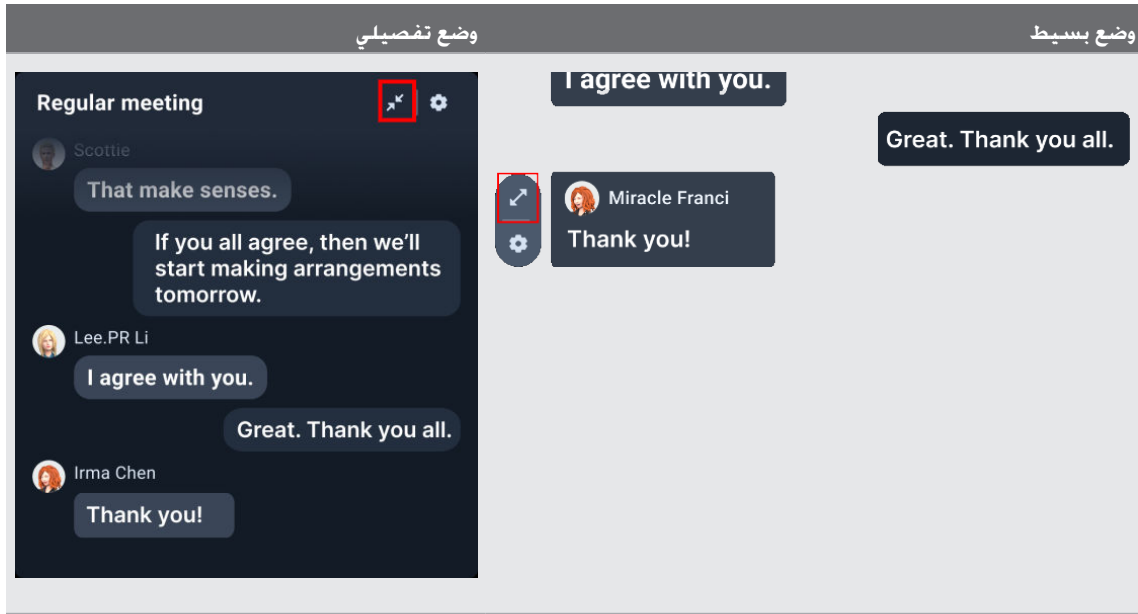 وضع بسيط
وضع تفصيلي
I agree with you.
Great. Thank you all.
Miracle Franci
Thank you!
Regular meeting
Scottie
That make senses.
If you all agree, then we’ll
start making arrangements
tomorrow.
Lee.PR Li
I agree with you.
Great. Thank you all.
Irma Chen
Thank you!